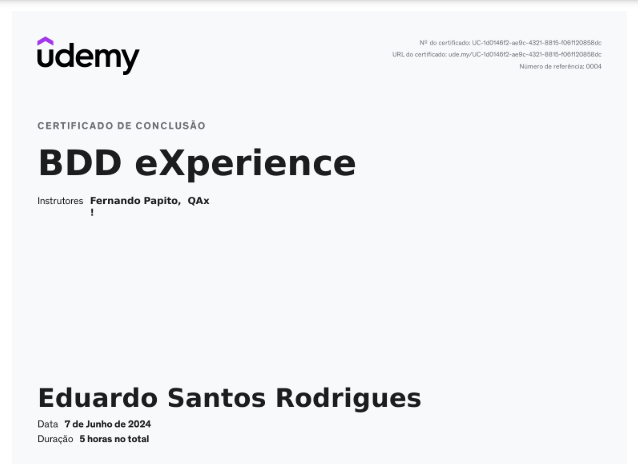 udemy
Nº do certificado: UC-1d0146f2-ae9c-4321-8815-f061120858dc
URL do certificado: ude.my/UC-1d0146f2-ae9c-4321-8815-f061120858dc
Número de referência: 0004
CERTIFICADO DE CONCLUSÃO
BDD eXperience
Instrutores Fernando Papito, QAx
!
Eduardo Santos Rodrigues
Data 7 de Junho de 2024
Duração 5 horas no total